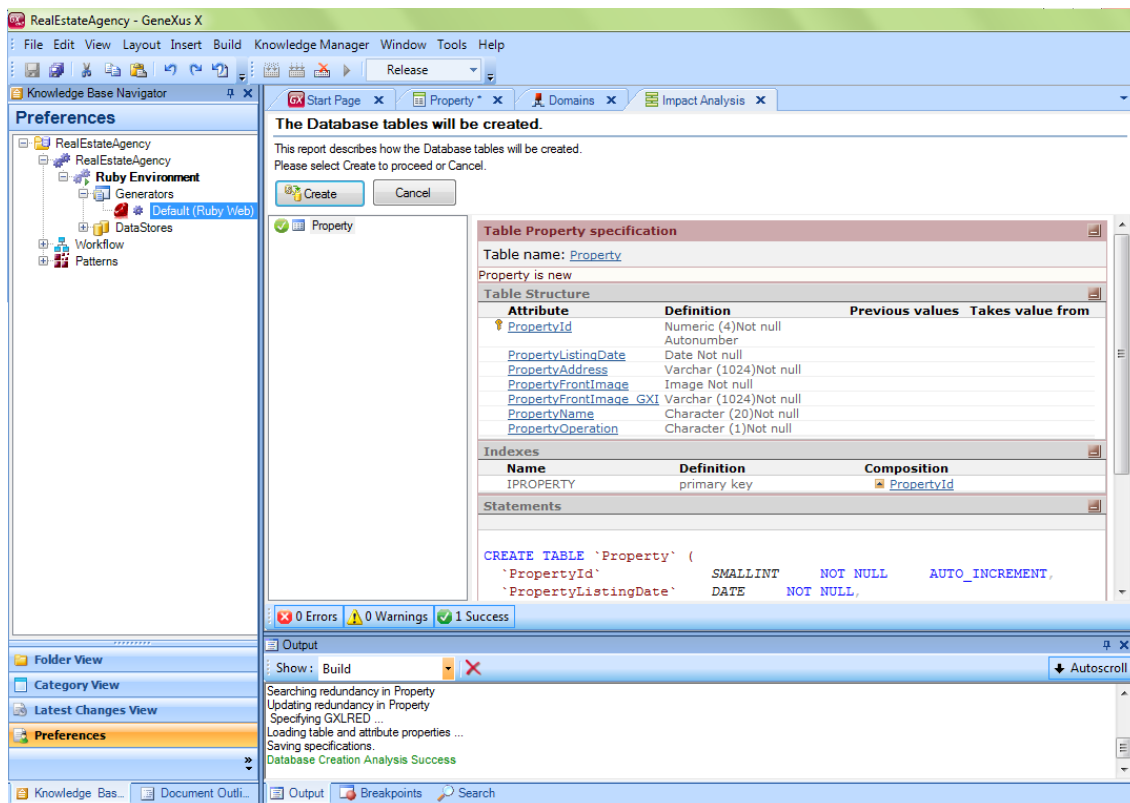 RealEstateAgency - GeneXus X
File Edit View Layout Insert Build Knowledge Manager Window Tools Help
Release
Knowledge Base Navigator
Start Page Property * Domains Impact Analysis
Preferences
RealEstateAgency
RealEstateAgency
Ruby Environment
Generators
Default (Ruby Web)
DataStores
Workflow
Patterns
The Database tables will be created.
This report describes how the Database tables will be created.
Please select Create to proceed or Cancel.
Create Cancel
Property
Table Property specification
Table name: Property
Property is new
Table Structure
Attribute Definition Previous values Takes value from
PropertyId Numeric (4)Not null
Autonumber
PropertyListingDate Date Not null
PropertyAddress Varchar (1024)Not null
PropertyFrontImage Image Not null
PropertyFrontImage_GXI Varchar (1024)Not null
PropertyName Character (20)Not null
PropertyOperation Character (1)Not null
Indexes
Name Definition Composition
IPROPERTY primary key PropertyId
Statements
CREATE TABLE `Property` (
`PropertyId` SMALLINT NOT NULL AUTO_INCREMENT,
`PropertyListingDate` DATE NOT NULL,
0 Errors 0 Warnings 1 Success
Folder View
Category View
Latest Changes View
Preferences
Output
Show: Build Autoscroll
Searching redundancy in Property
Updating redundancy in Property
Specifying GXLRED ...
Loading table and attribute properties ...
Saving specifications.
Database Creation Analysis Success
Knowledge Bas... Document Outli... Output Breakpoints Search